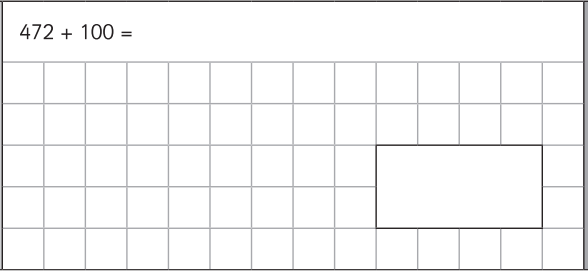 472 + 100 =